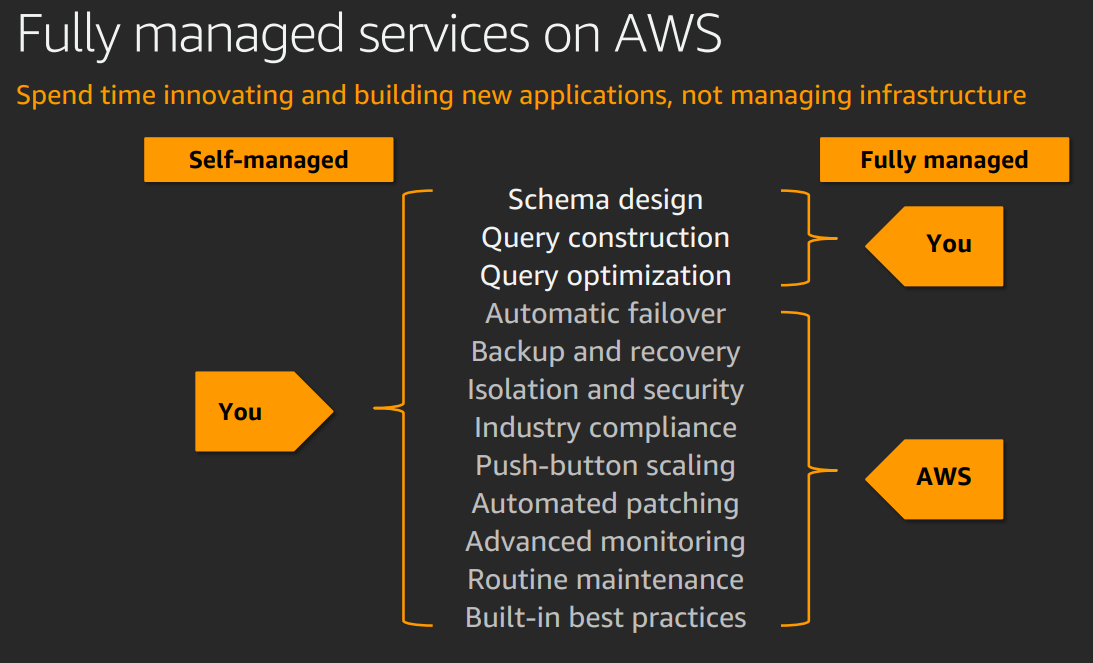 Fully managed services on AWS
Spend time innovating and building new applications, not managing infrastructure
Self-managed
Fully managed
Schema design
Query construction
Query optimization
Automatic failover
Backup and recovery
Isolation and security
Industry compliance
Push-button scaling
Automated patching
Advanced monitoring
Routine maintenance
Built-in best practices
You
You
AWS